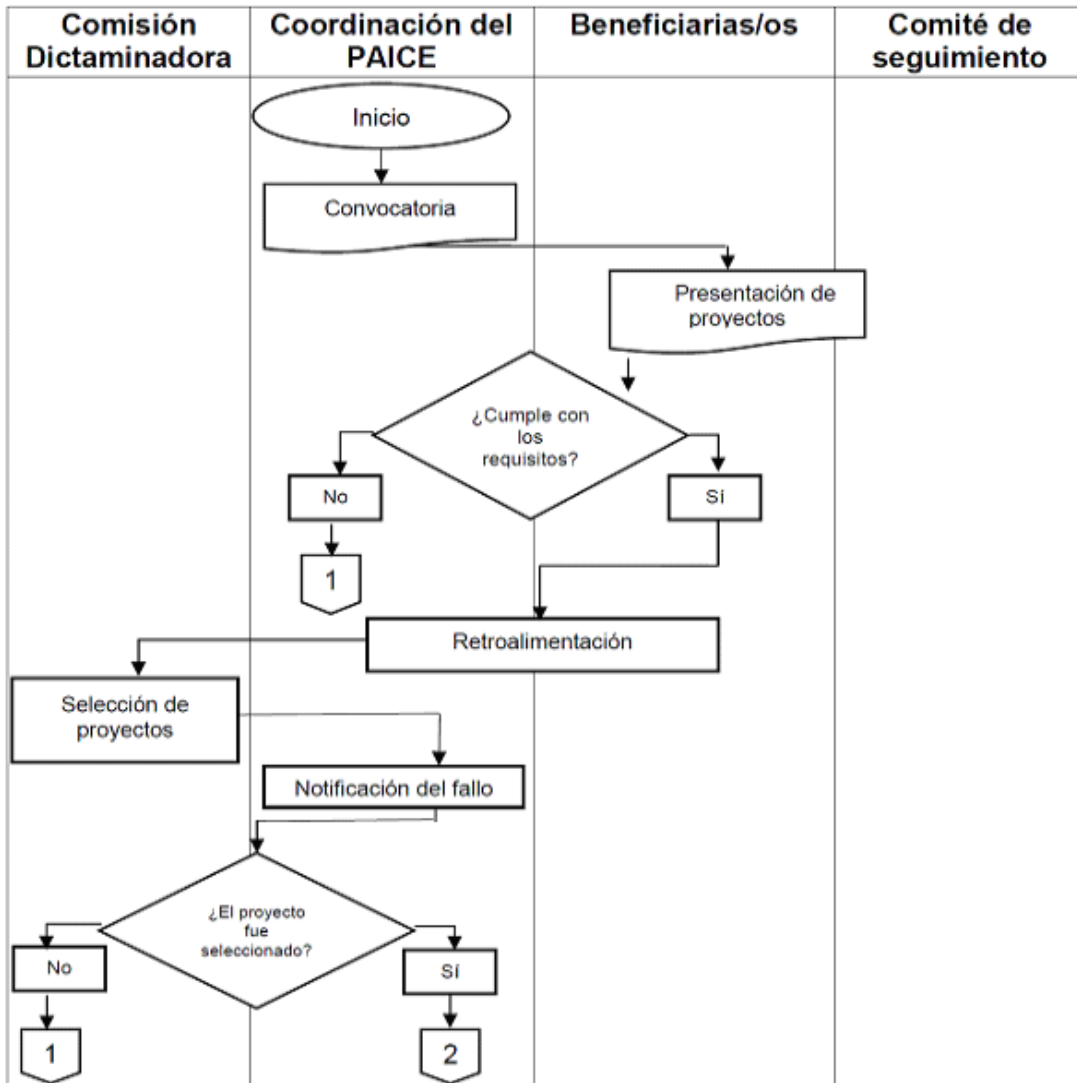 Comisión
Dictaminadora
Coordinación del
PAICE
Beneficiarias/os
Comité de
seguimiento
Inicio
Convocatoria
Presentación de
proyectos
¿Cumple con
los
requisitos?
No
Sí
1
Retroalimentación
Selección de
proyectos
Notificación del fallo
¿El proyecto
fue
seleccionado?
No
Sí
1
2